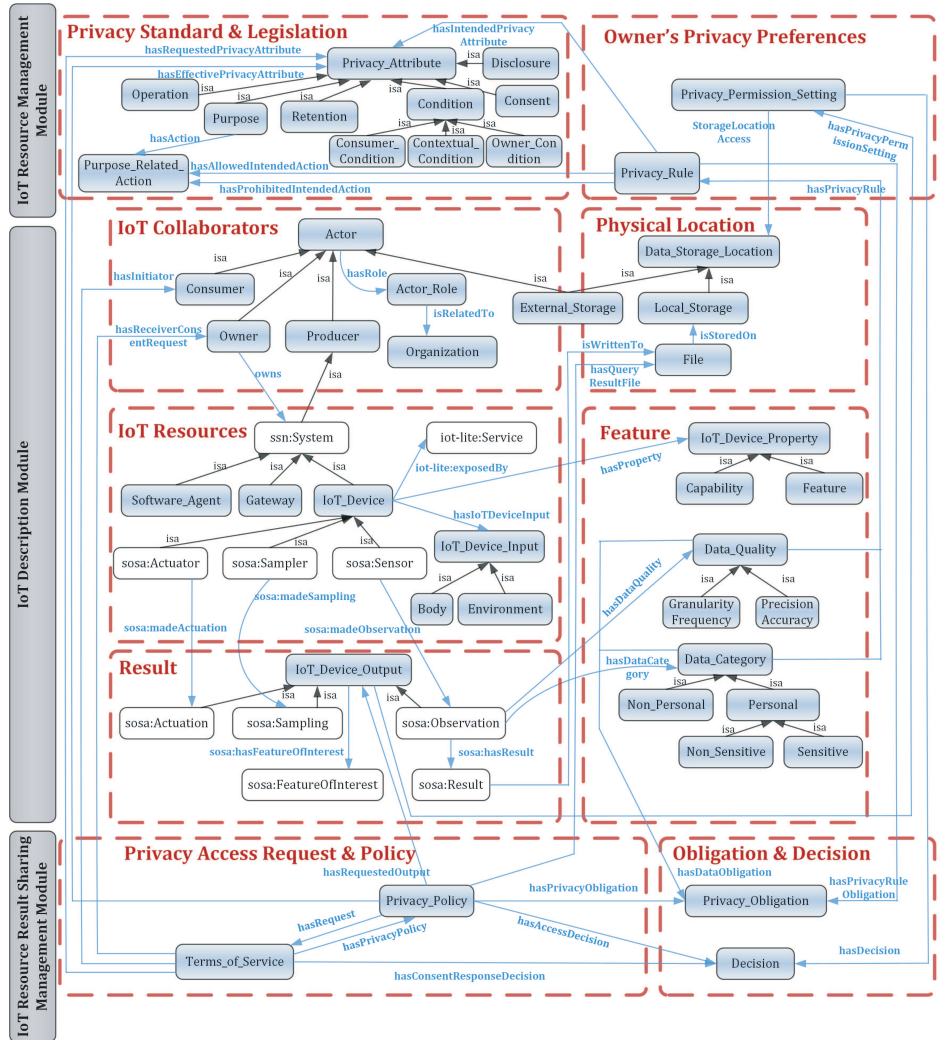 IoT Resource Management
Module
Privacy Standard & Legislation
Owner's Privacy Preferences
hasRequestedPrivacyAttribute
hasIntendedPrivacy
Attribute
isa
Privacy_Attribute
Disclosure
hasEffectivePrivacyAttribute
isa
isa
isa
isa
isa
Operation
Purpose
Retention
Condition
Consent
isa
isa
isa
Consumer_
Condition
Contextual_
Condition
Owner_Con
dition
hasAction
Purpose_Related_
Action
hasAllowedIntendedAction
hasProhibitedIntendedAction
Privacy_Permission_Setting
StorageLocation
Access
hasPrivacyPerm
issionSetting
Privacy_Rule
hasPrivacyRule
IoT Description Module
IoT Collaborators
Physical Location
Actor
isa
isa
isa
isa
hasRole
hasInitiator
Consumer
Actor_Role
isRelatedTo
Organization
hasReceiverCons
entRequest
Owner
Producer
owns
isa
Data_Storage_Location
isa
isa
External_Storage
Local_Storage
isStoredOn
isWrittenTo
File
hasQuery
ResultFile
IoT Resources
Feature
ssn:System
iot-lite:Service
isa
isa
isa
iot-lite:exposedBy
Software_Agent
Gateway
IoT_Device
hasProperty
hasIoTDeviceInput
isa
isa
isa
sosa:Actuator
sosa:Sampler
sosa:Sensor
IoT_Device_Input
isa
isa
Body
Environment
sosa:madeSampling
sosa:madeActuation
sosa:madeObservation
IoT_Device_Property
isa
isa
Capability
Feature
hasDataQuality
Data_Quality
isa
isa
Granularity
Frequency
Precision
Accuracy
Result
IoT_Device_Output
isa
isa
isa
isa
sosa:Actuation
sosa:Sampling
sosa:Observation
sosa:hasFeatureOfInterest
sosa:hasResult
sosa:FeatureOfInterest
sosa:Result
hasDataCate
gory
Data_Category
isa
isa
Non_Personal
Personal
isa
isa
Non_Sensitive
Sensitive
IoT Resource Result Sharing
Management Module
Privacy Access Request & Policy
Obligation & Decision
hasRequestedOutput
hasDataObligation
Privacy_Policy
hasPrivacyObligation
Privacy_Obligation
hasPrivacyRule
Obligation
hasRequest
hasPrivacyPolicy
hasAccessDecision
Terms_of_Service
hasConsentResponseDecision
Decision
hasDecision